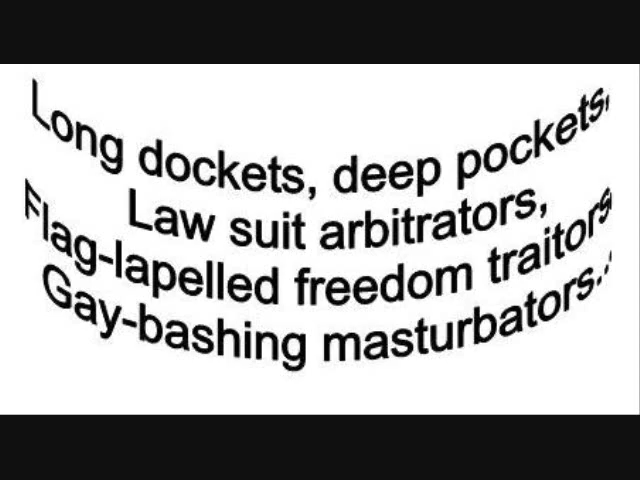 Long dockets, deep pockets,
Law suit arbitrators,
Flag-lapelled freedom traitors
Gay-bashing masturbators...